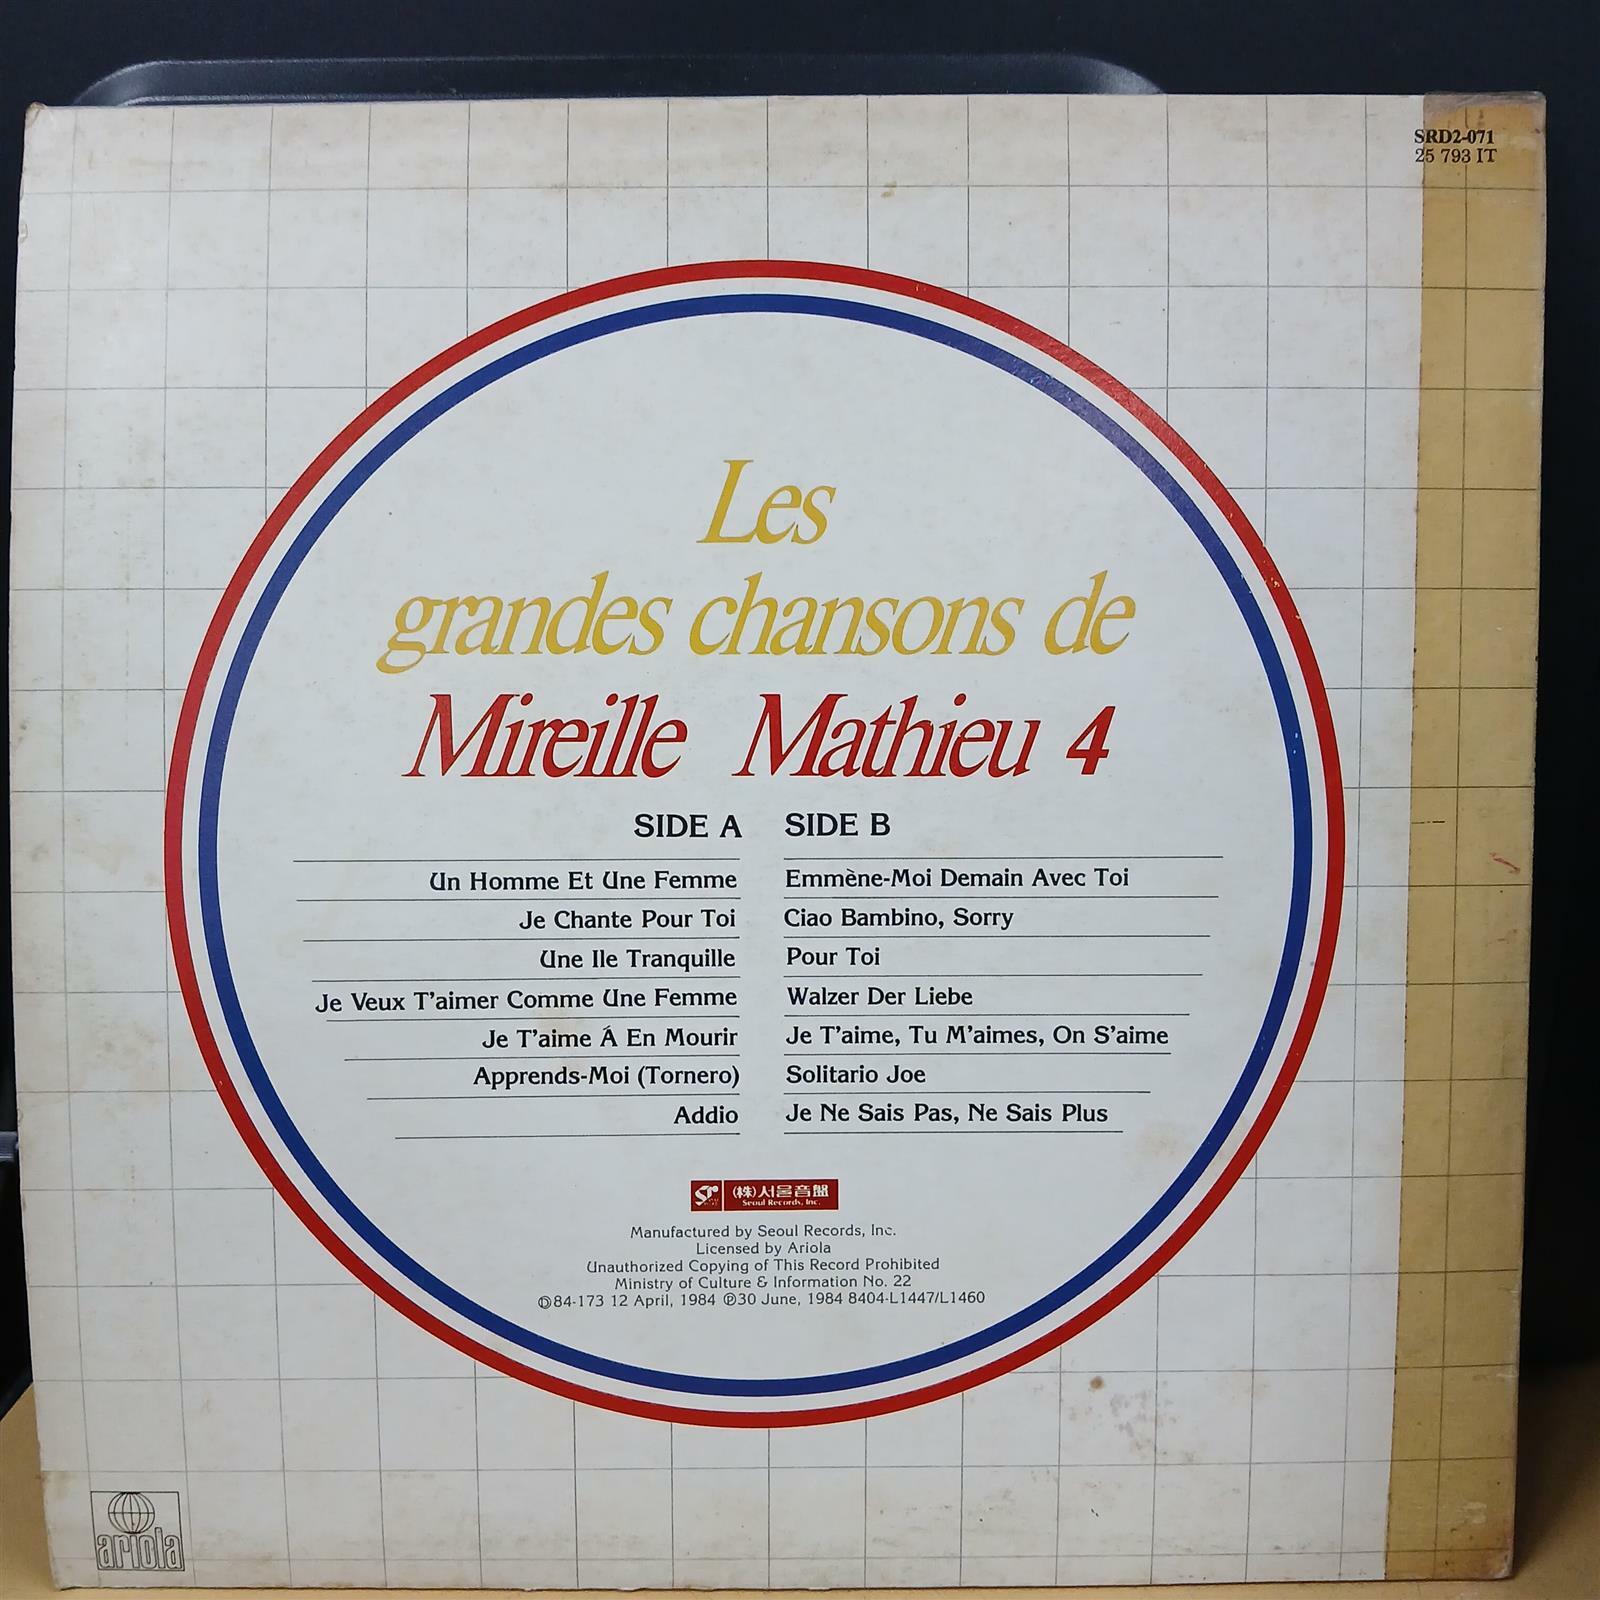 SRD2-071
25 793 IT
Les
grandes chansons de
Mireille Mathieu 4
SIDE A
Un Homme Et Une Femme
Je Chante Pour Toi
Une Ile Tranquille
Je Veux T'aimer Comme Une Femme
Je T'aime Á En Mourir
Apprends-Moi (Tornero)
Addio
SIDE B
Emmène-Moi Demain Avec Toi
Ciao Bambino, Sorry
Pour Toi
Walzer Der Liebe
Je T'aime, Tu M'aimes, On S'aime
Solitario Joe
Je Ne Sais Pas, Ne Sais Plus
(株)서울音盤
Seoul Records, Inc.
Manufactured by Seoul Records, Inc.
Licensed by Ariola
Unauthorized Copying of This Record Prohibited
Ministry of Culture & Information No. 22
Ⓓ84-173 12 April, 1984 Ⓟ30 June, 1984 8404-L1447/L1460
ariola